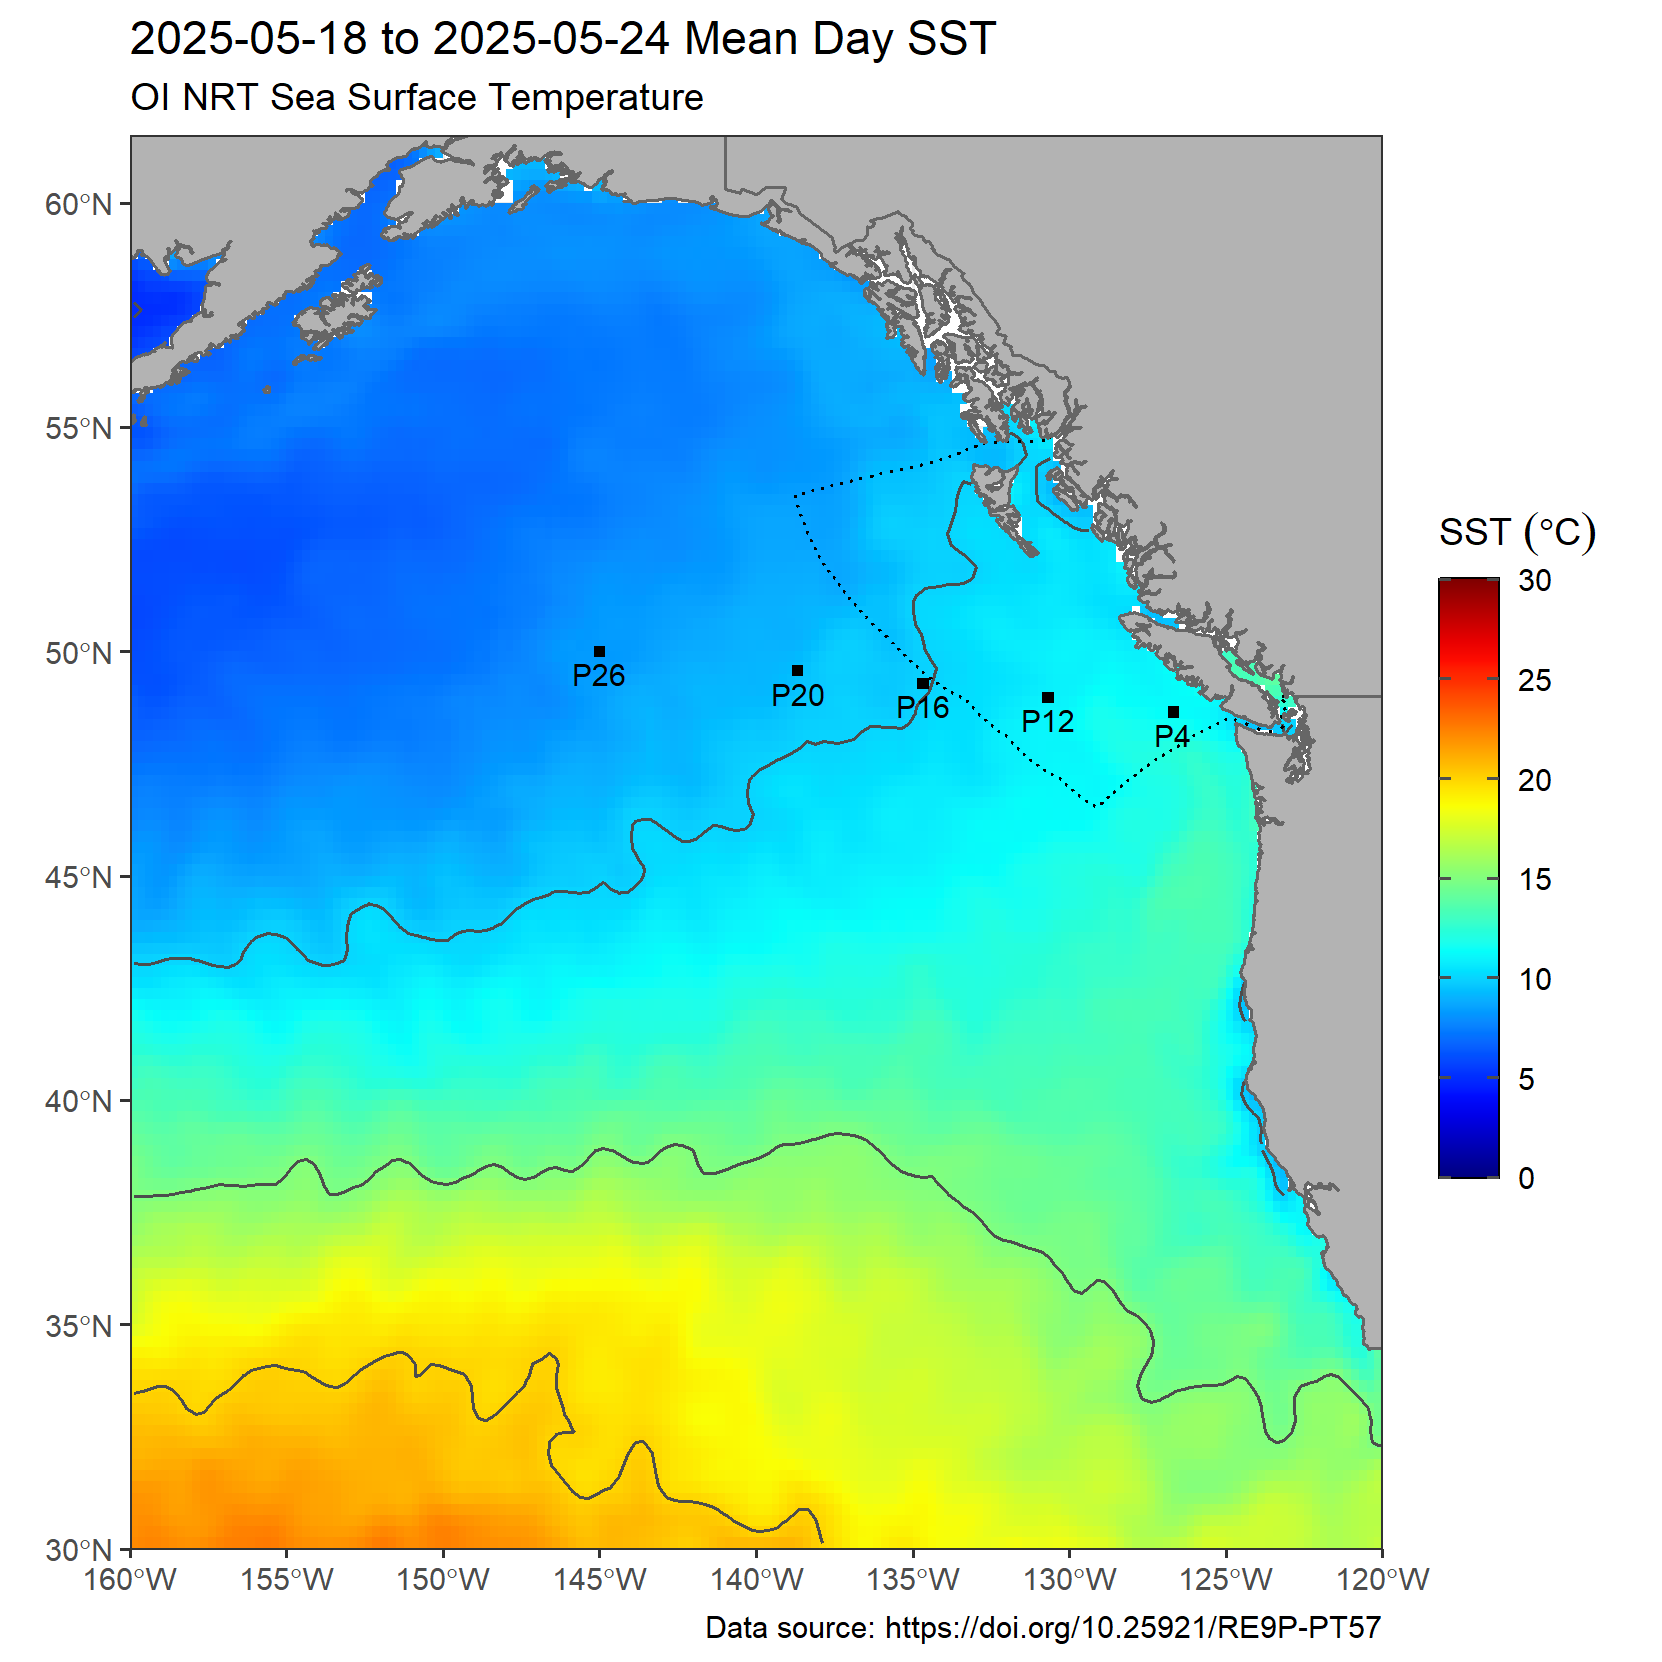 2025-05-18 to 2025-05-24 Mean Day SST
OI NRT Sea Surface Temperature
60°N
55°N
50°N
45°N
40°N
35°N
30°N
P26
P20
P16
P12
P4
160°W
155°W
150°W
145°W
140°W
135°W
130°W
125°W
120°W
SST (°C)
30
25
20
15
10
5
0
Data source: https://doi.org/10.25921/RE9P-PT57